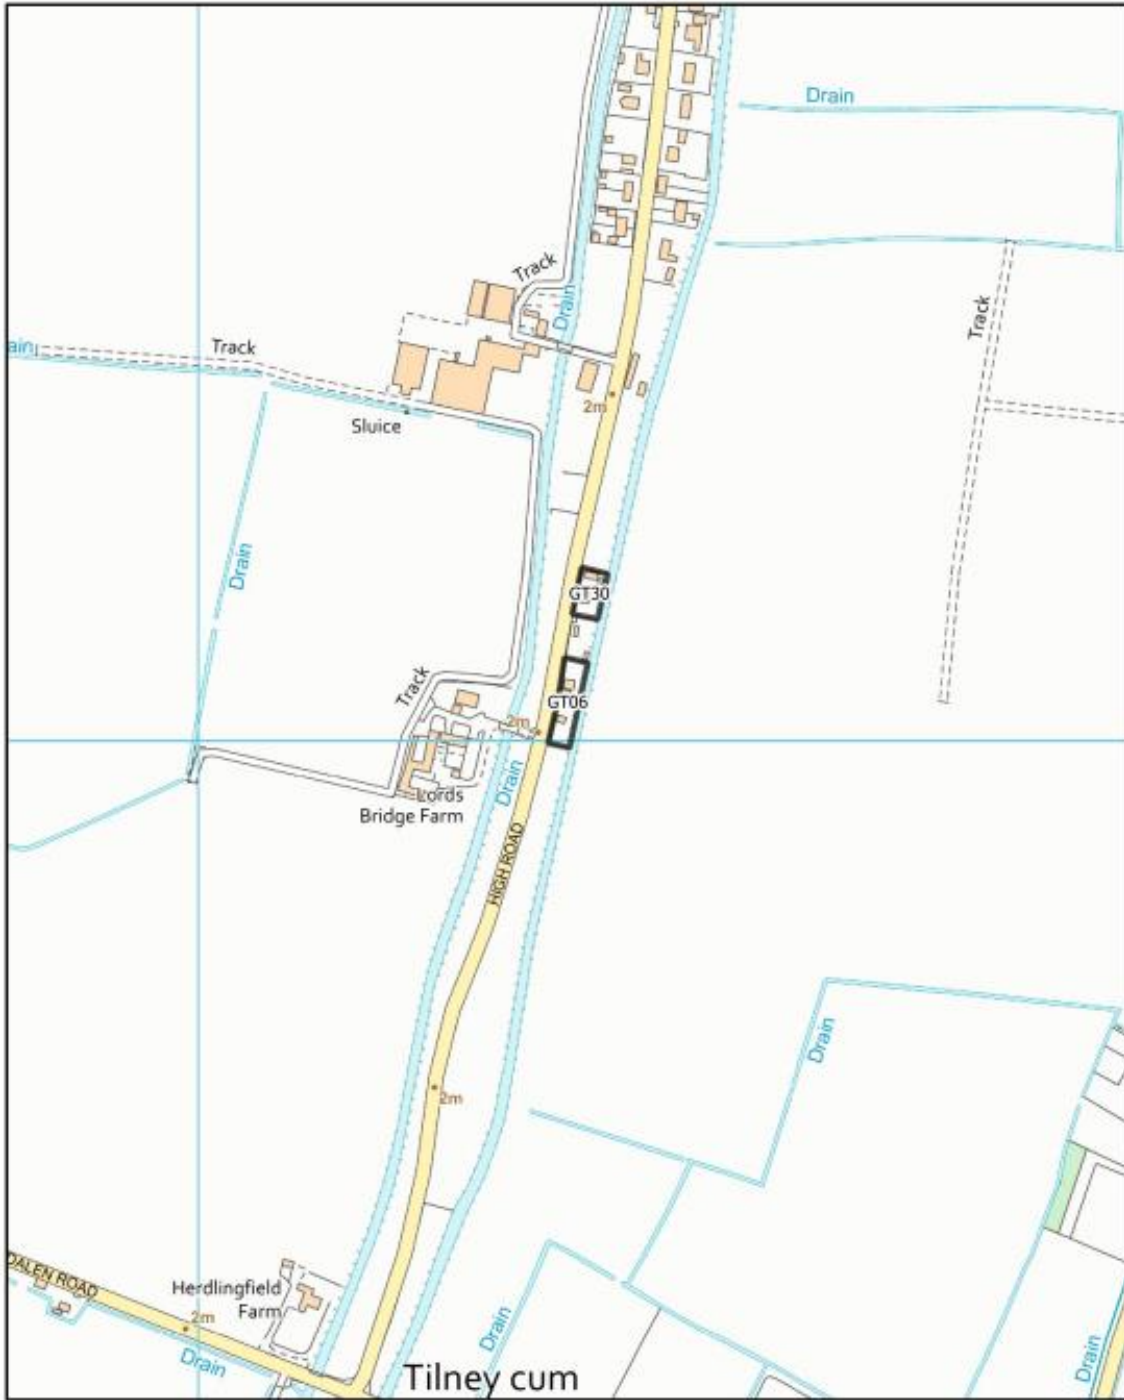 Drain
Track
Drain
Track
ain
Track
2m
Sluice
Drain
GT30
Track
GT06
2m
Drain
Lords
Bridge Farm
HIGH ROAD
Drain
2m
DALEN ROAD
Herdlingfield
Farm
2m
Drain
Drain
Drain
Tilney cum